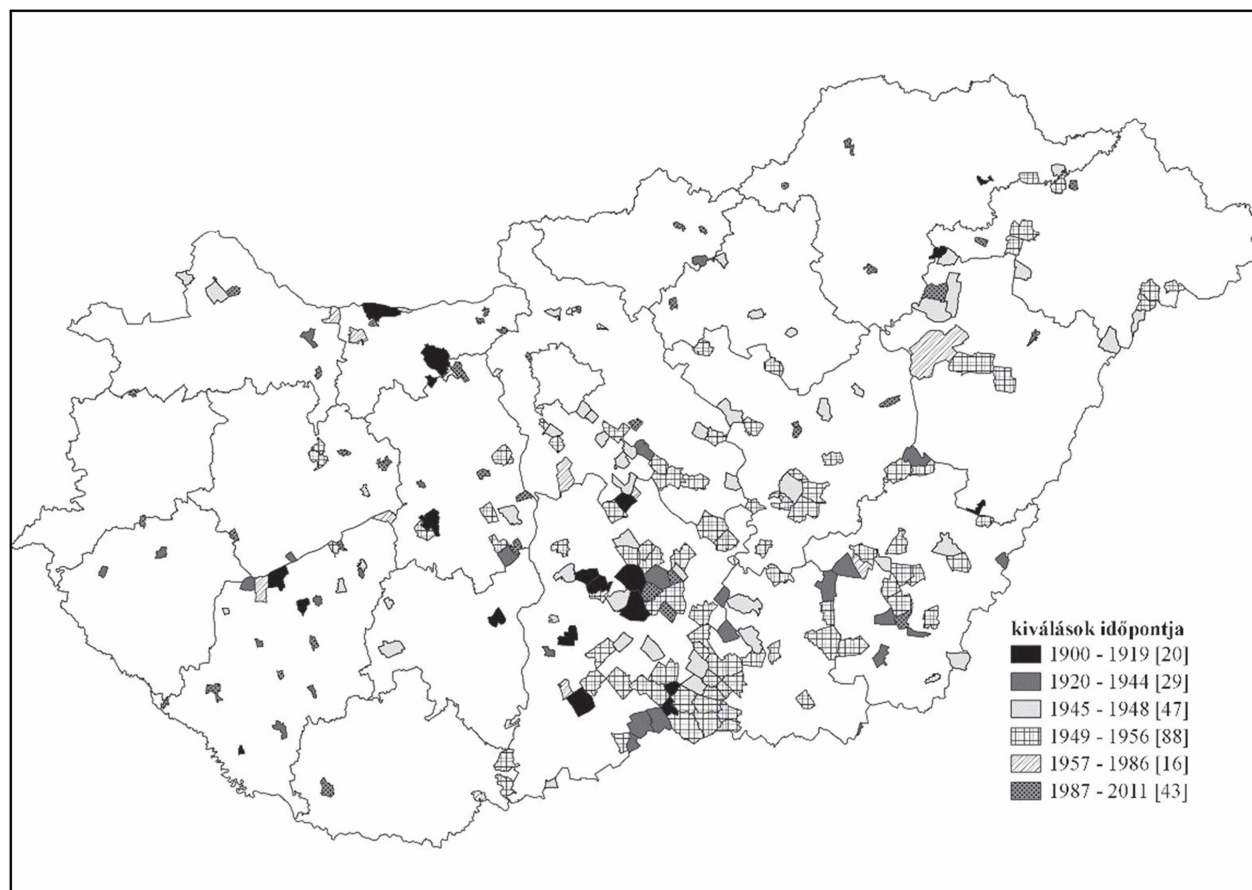 kiválások időpontja
1900 - 1919 [20]
1920 - 1944 [29]
1945 - 1948 [47]
1949 - 1956 [88]
1957 - 1986 [16]
1987 - 2011 [43]